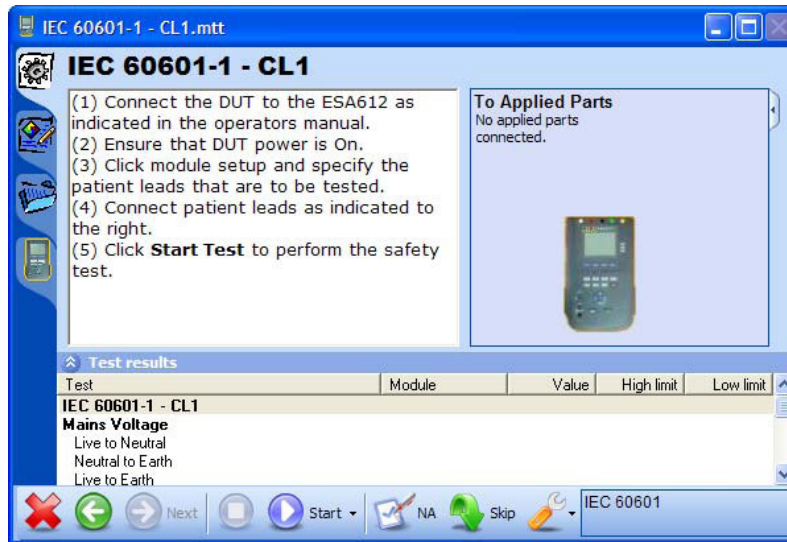 IEC 60601-1 - CL1.mtt
IEC 60601-1 - CL1
(1) Connect the DUT to the ESA612 as
indicated in the operators manual.
(2) Ensure that DUT power is On.
(3) Click module setup and specify the
patient leads that are to be tested.
(4) Connect patient leads as indicated to
the right.
(5) Click Start Test to perform the safety
test.
To Applied Parts
No applied parts
connected.
Test results
Test Module Value High limit Low limit
IEC 60601-1 - CL1
Mains Voltage
Live to Neutral
Neutral to Earth
Live to Earth
Next Start NA Skip IEC 60601